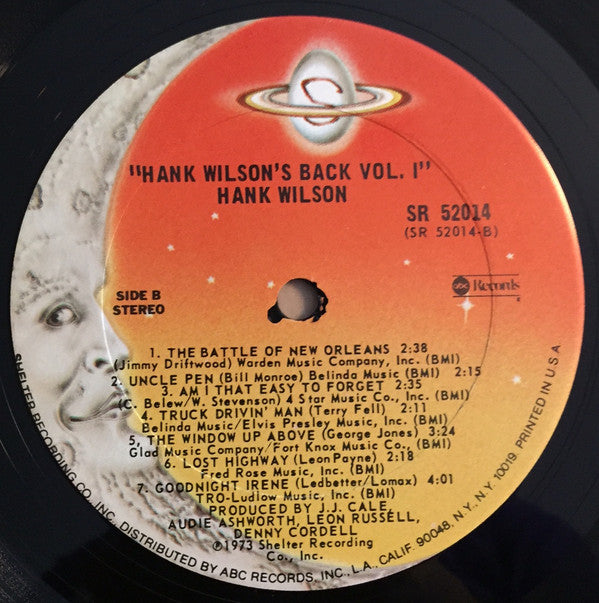 "HANK WILSON'S BACK VOL. I"
HANK WILSON
SR 52014
(SR 52014-B)
abc Records
SIDE B
STEREO
1. THE BATTLE OF NEW ORLEANS 2:38
(Jimmy Driftwood) Warden Music Company, Inc. (BMI)
2. UNCLE PEN (Bill Monroe) Belinda Music (BMI) 2:15
3. AM I THAT EASY TO FORGET 2:35
(C. Belew/W. Stevenson) 4 Star Music Co., Inc. (BMI)
4. TRUCK DRIVIN' MAN (Terry Fell) 2:11
Belinda Music/Elvis Presley Music, Inc. (BMI)
5, THE WINDOW UP ABOVE (George Jones) 3:24
Glad Music Company/Fort Knox Music Co.. (BMI)
6. LOST HIGHWAY (Leon Payne) 2:18
Fred Rose Music, Inc. (BMI)
7. GOODNIGHT IRENE (Ledbetter/Lomax) 4:01
TRO-Ludlow Music, Inc. (BMI)
PRODUCED BY J.J. CALE,
AUDIE ASHWORTH, LEON RUSSELL,
DENNY CORDELL
℗1973 Shelter Recording
Co., Inc.
SHELTER RECORDING CO., INC. DISTRIBUTED BY ABC RECORDS, INC., L.A., CALIF. 90048, N.Y., N.Y. 10019, PRINTED IN U.S.A.